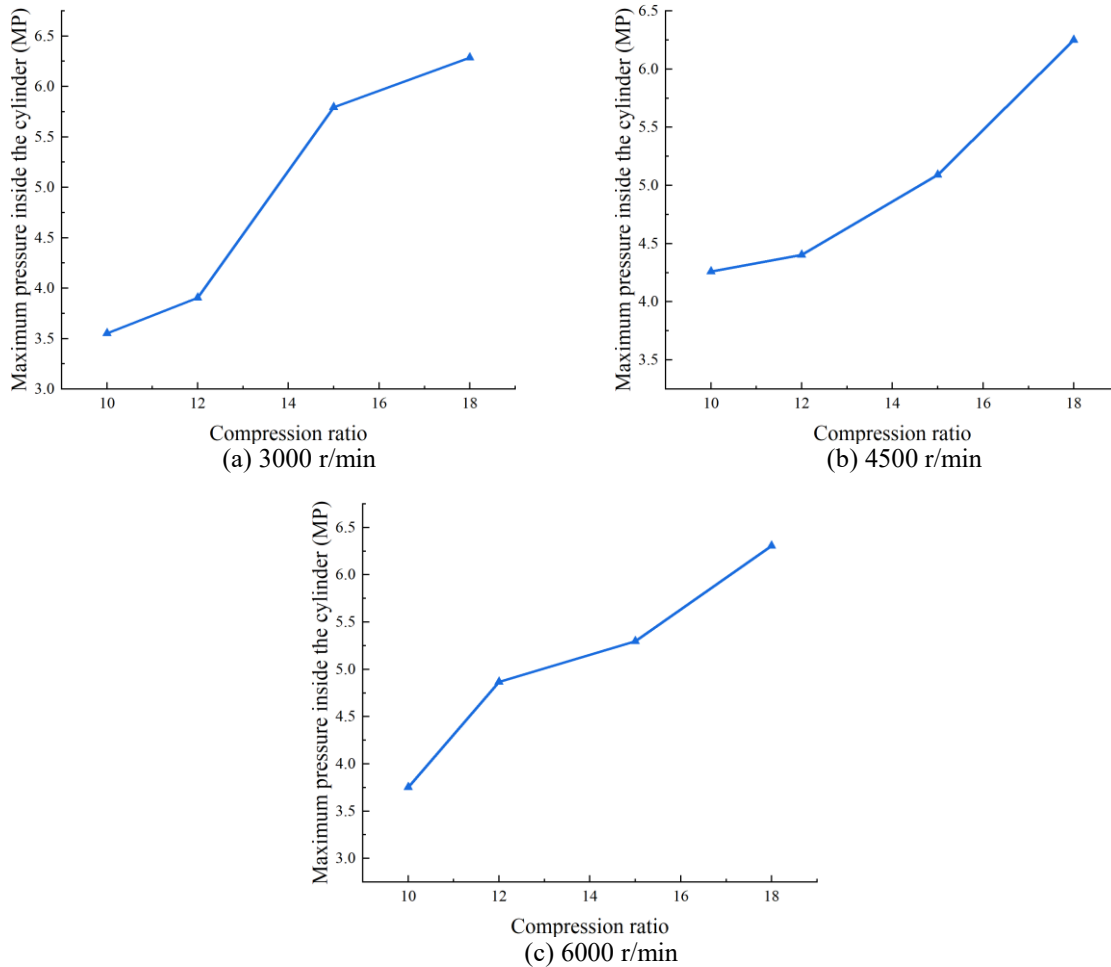 Maximum pressure inside the cylinder (MP)
6.5
6.0
5.5
5.0
4.5
4.0
3.5
3.0
10 12 14 16 18
Compression ratio
(a) 3000 r/min
Maximum pressure inside the cylinder (MP)
6.5
6.0
5.5
5.0
4.5
4.0
3.5
10 12 14 16 18
Compression ratio
(b) 4500 r/min
Maximum pressure inside the cylinder (MP)
6.5
6.0
5.5
5.0
4.5
4.0
3.5
3.0
10 12 14 16 18
Compression ratio
(c) 6000 r/min